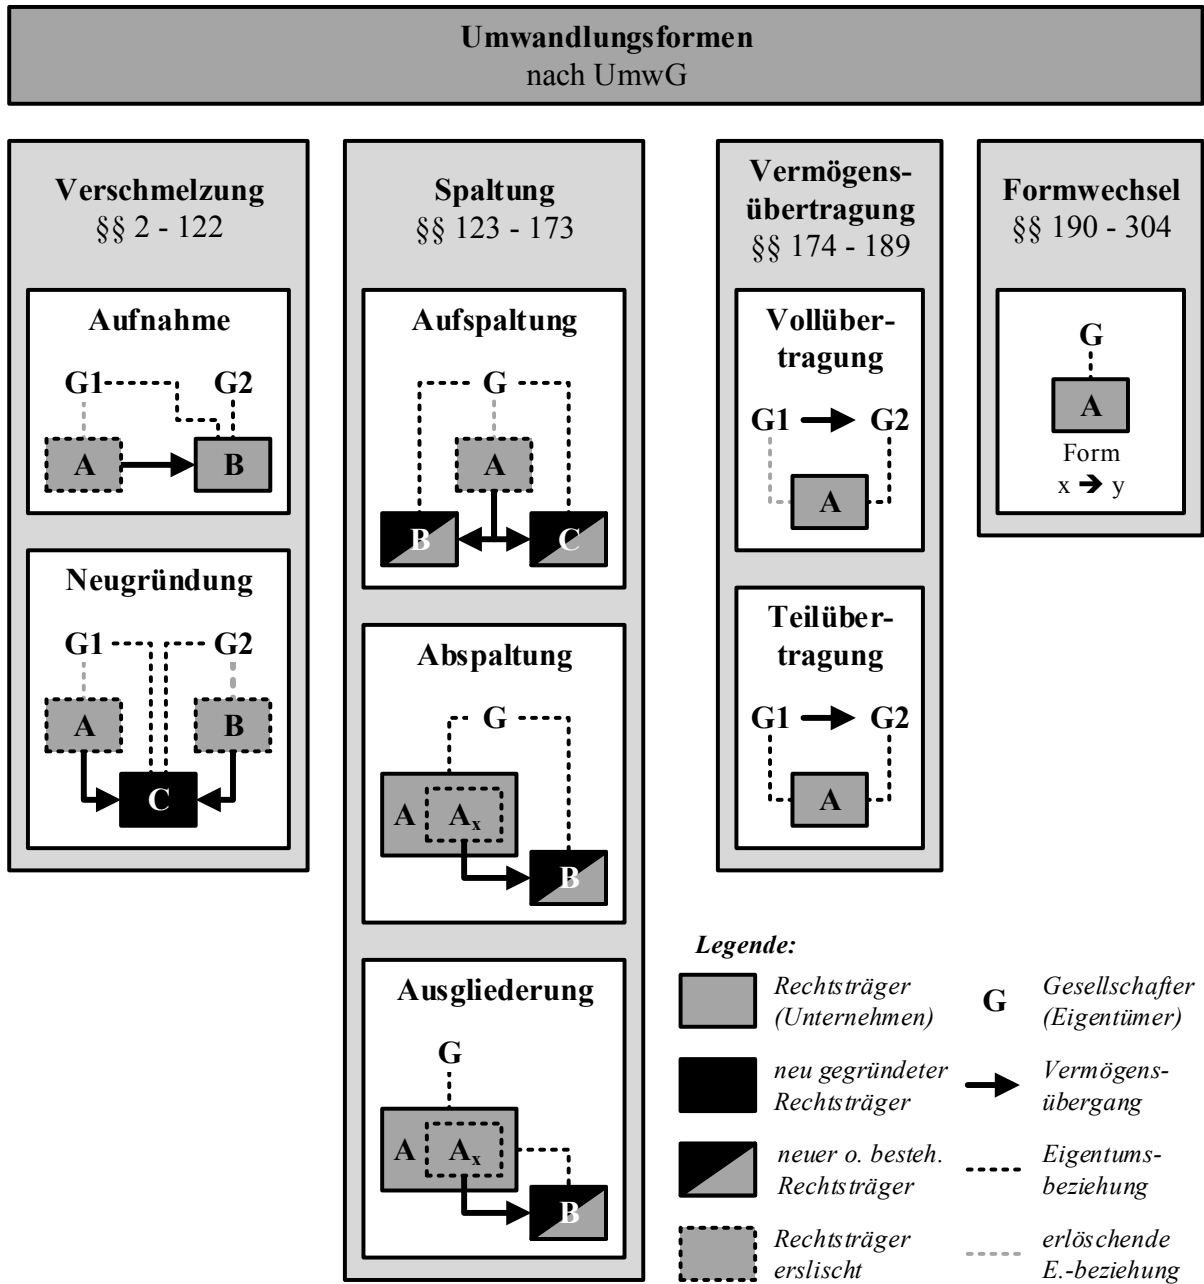 Umwandlungsformen
nach UmwG
Verschmelzung
§§ 2 - 122
Aufnahme
G1 G2
A B
Neugründung
G1 G2
A B
C
Spaltung
§§ 123 - 173
Aufspaltung
G
A
B C
Abspaltung
G
A Ax
B
Ausgliederung
G
A Ax
B
Vermögens-
übertragung
§§ 174 - 189
Vollüber-
tragung
G1 G2
A
Teilüber-
tragung
G1 G2
A
Formwechsel
§§ 190 - 304
G
A
Form
x ➔ y
Legende:
Rechtsträger
(Unternehmen)
neu gegründeter
Rechtsträger
neuer o. besteh.
Rechtsträger
Rechtsträger
erslischt
G
Gesellschafter
(Eigentümer)
Vermögens-
übergang
Eigentums-
beziehung
erlöschende
E.-beziehung